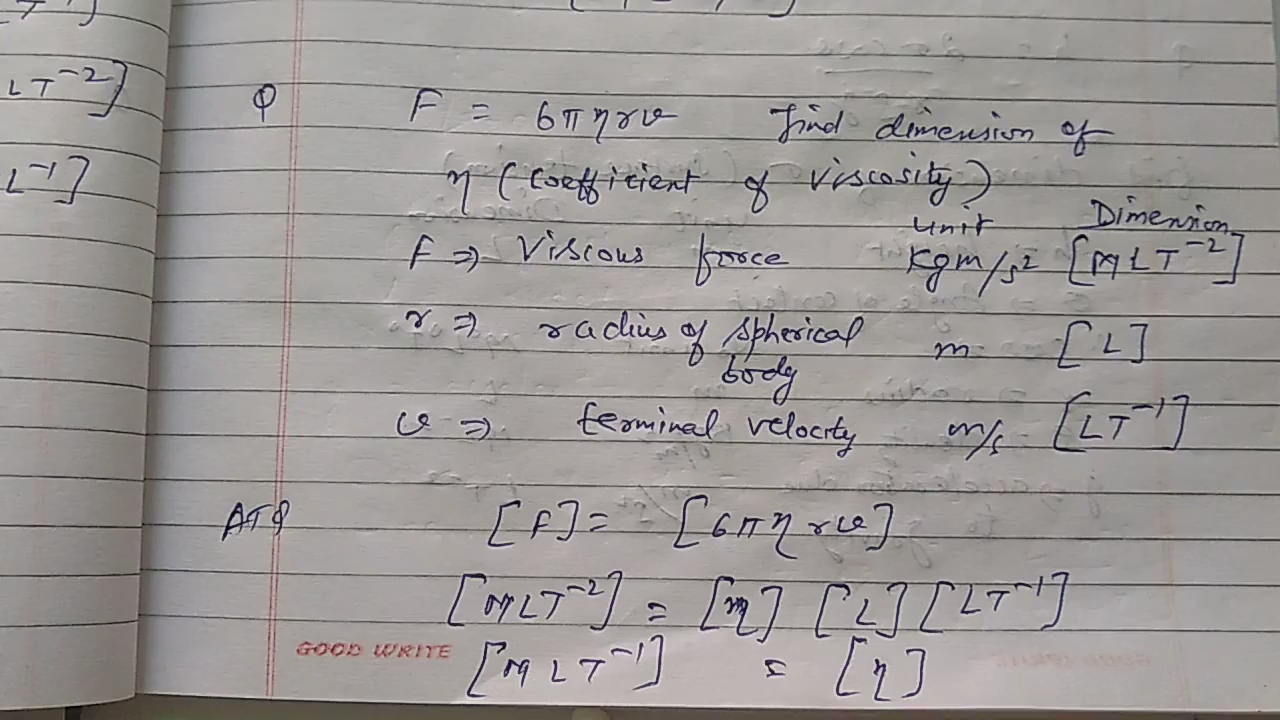 LT⁻²]
L⁻¹]
Q F = 6πηrv find dimension of
η (coefficient of viscosity)
unit Dimension
F ⇒ Viscous force Kgm/s² [MLT⁻²]
r ⇒ radius of spherical m [L]
body
v ⇒ terminal velocity m/s [LT⁻¹]
ATQ [F] = [6πηrv]
[MLT⁻²] = [η] [L] [LT⁻¹]
GOOD WRITE [MLT⁻¹] = [η]